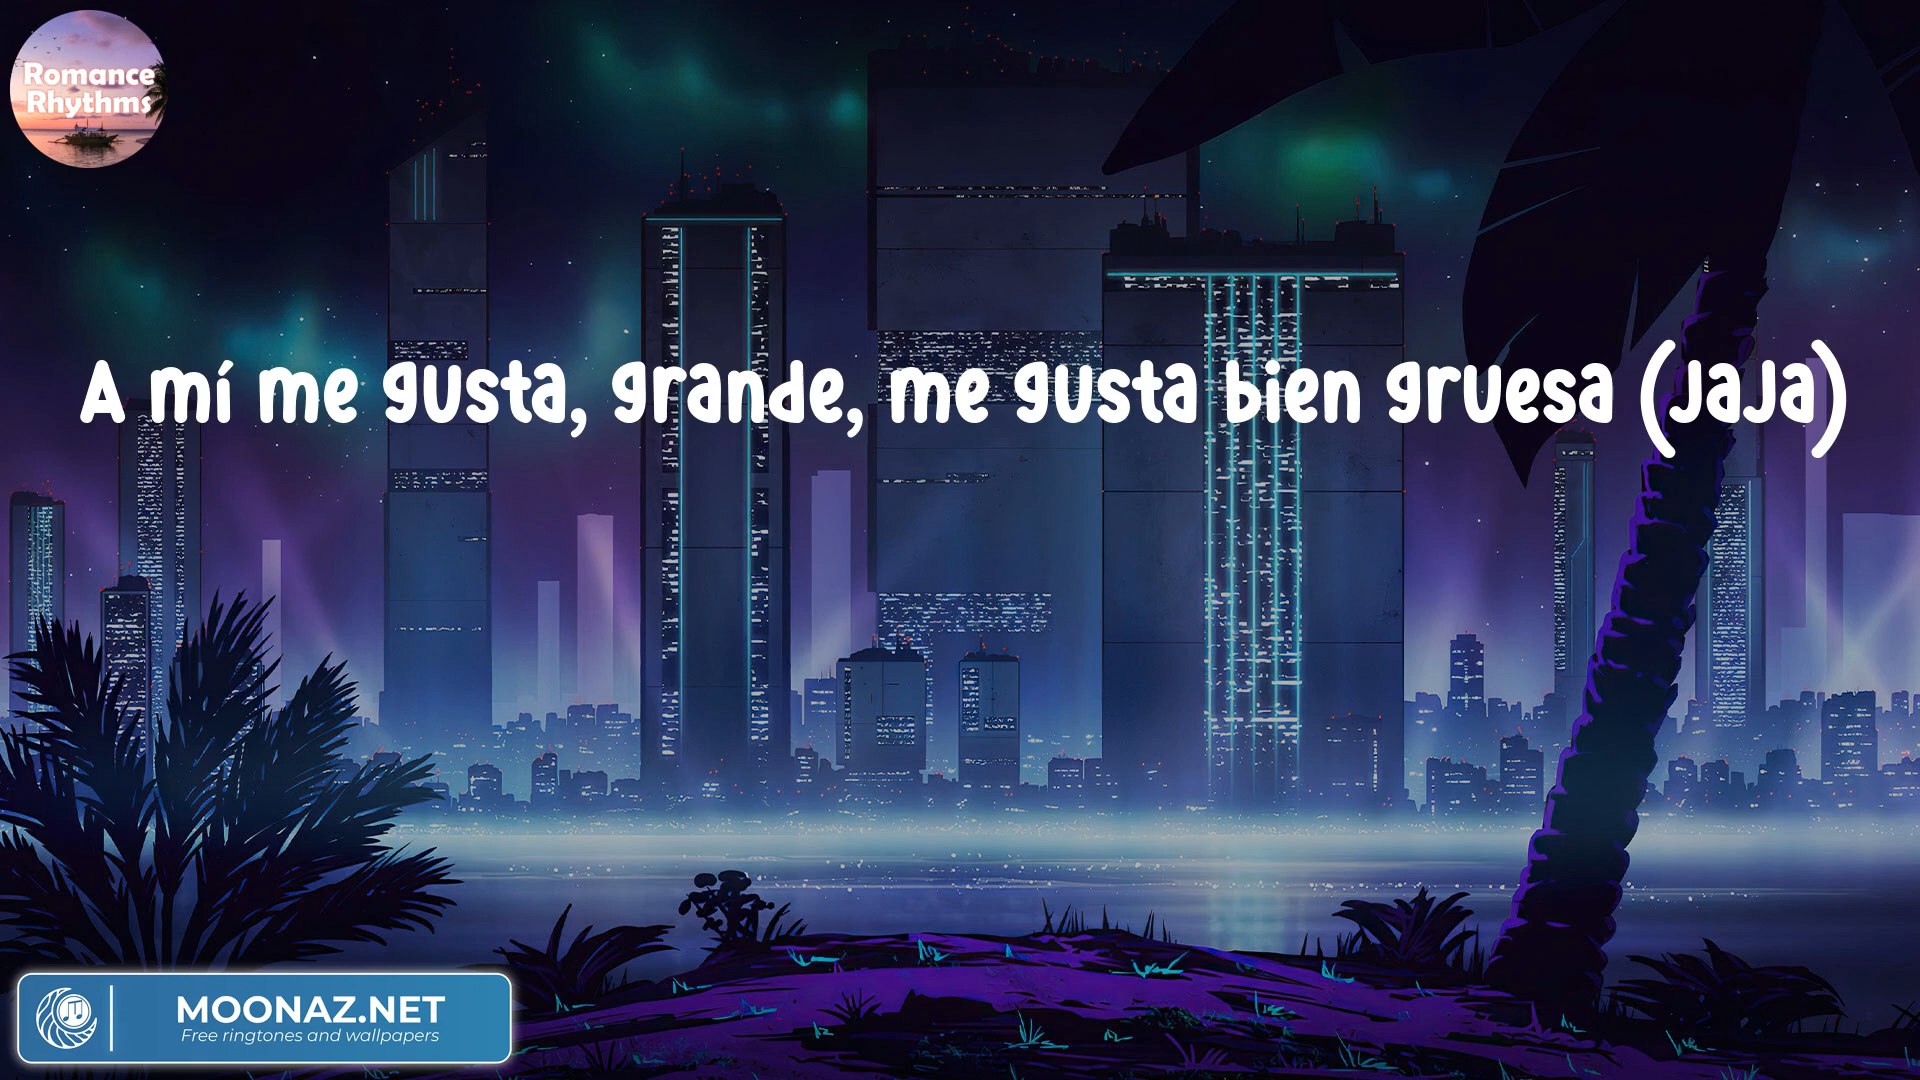 Romance
Rhythms
A mí me gusta, grande, me gusta bien gruesa (JaJa)
MOONAZ.NET
Free ringtones and wallpapers